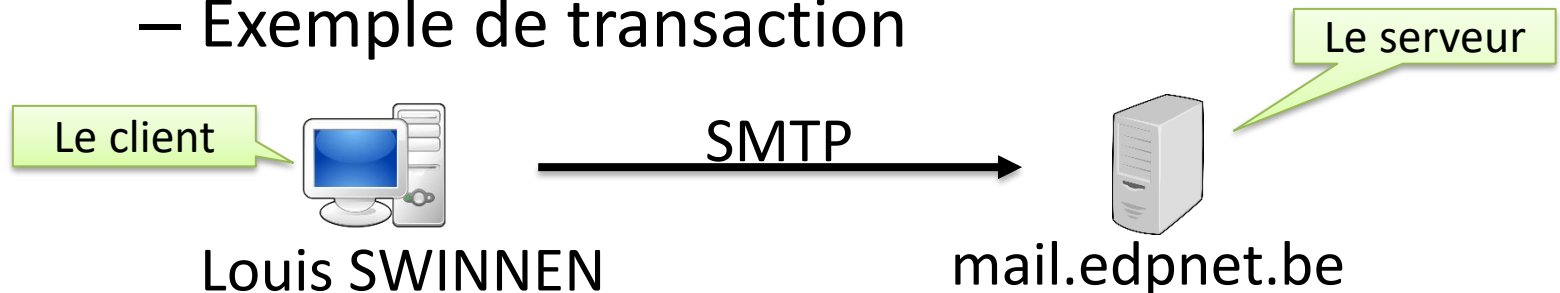 – Exemple de transaction
Le serveur
Le client
SMTP
Louis SWINNEN
mail.edpnet.be